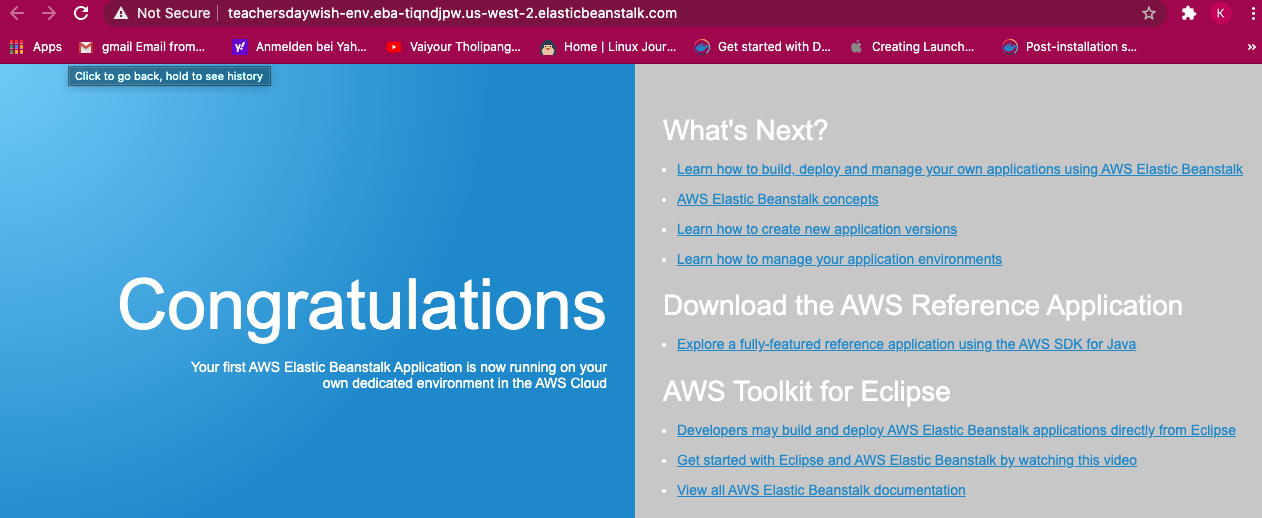 Not Secure teachersdaywish-env.eba-tiqndjpw.us-west-2.elasticbeanstalk.com
K
Apps gmail Email from... Anmelden bei Yah... Vaiyour Tholipang... Home | Linux Jour... Get started with D... Creating Launch... Post-installation s... »
Click to go back, hold to see history
Congratulations
Your first AWS Elastic Beanstalk Application is now running on your
own dedicated environment in the AWS Cloud
What's Next?
Learn how to build, deploy and manage your own applications using AWS Elastic Beanstalk
AWS Elastic Beanstalk concepts
Learn how to create new application versions
Learn how to manage your application environments
Download the AWS Reference Application
Explore a fully-featured reference application using the AWS SDK for Java
AWS Toolkit for Eclipse
Developers may build and deploy AWS Elastic Beanstalk applications directly from Eclipse
Get started with Eclipse and AWS Elastic Beanstalk by watching this video
View all AWS Elastic Beanstalk documentation